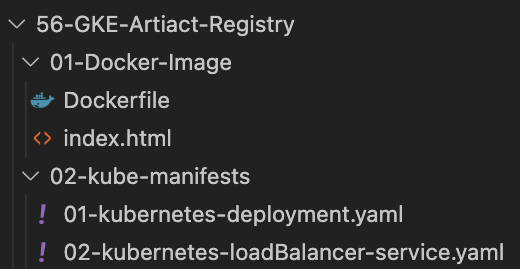 56-GKE-Artiact-Registry
01-Docker-Image
Dockerfile
index.html
02-kube-manifests
01-kubernetes-deployment.yaml
02-kubernetes-loadBalancer-service.yaml